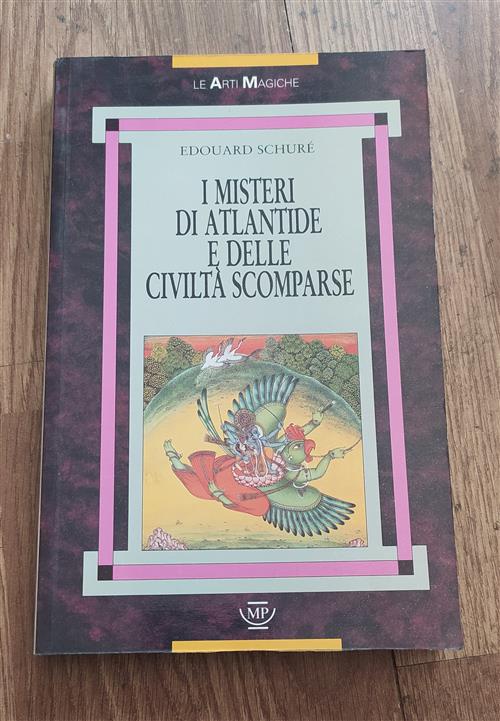 LE ARTI MAGICHE
EDOUARD SCHURÉ
I MISTERI
DI ATLANTIDE
E DELLE
CIVILTÀ SCOMPARSE
MP